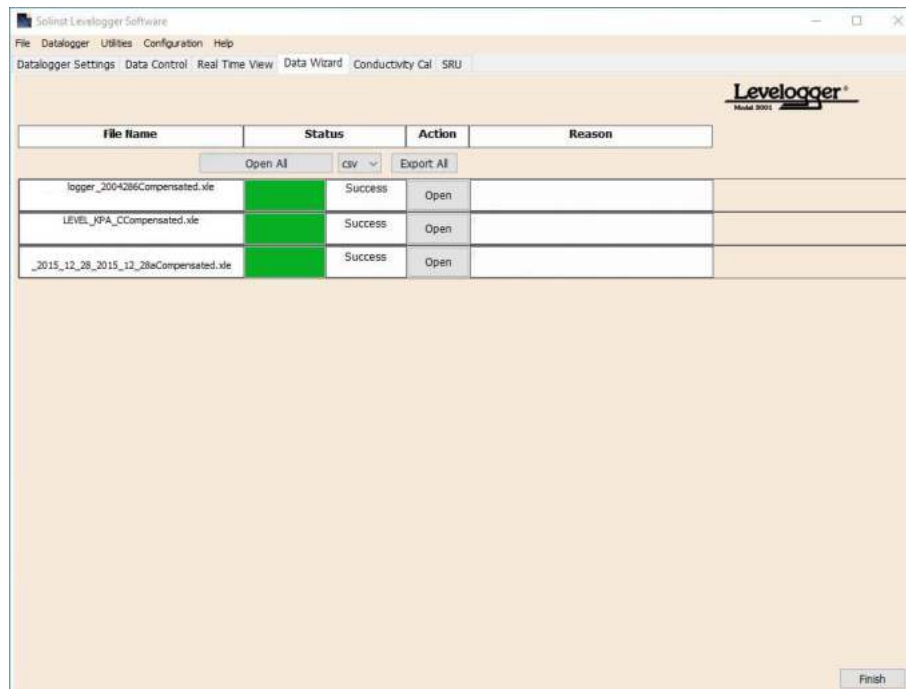 Solinst Levelogger Software
File Datalogger Utilities Configuration Help
Datalogger Settings Data Control Real Time View Data Wizard Conductivity Cal SRU
Levelogger®
Model 3001
File Name Status Action Reason
Open All csv Export All
logger_2004286Compensated.xle Success Open
LEVEL_KPA_CCompensated.xle Success Open
_2015_12_28_2015_12_28aCompensated.xle Success Open
Finish